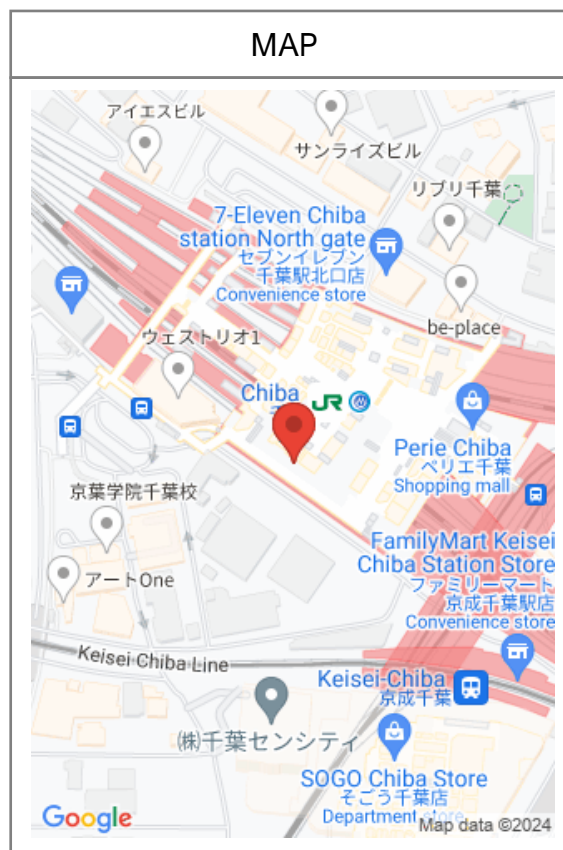 MAP
アイエスビル
サンライズビル
リブリ千葉
7-Eleven Chiba
station North gate
セブンイレブン
千葉駅北口店
Convenience store
be-place
ウェストリオ1
Chiba
JR
Perie Chiba
ペリエ千葉
Shopping mall
京葉学院千葉校
FamilyMart Keisei
Chiba Station Store
ファミリーマート
京成千葉駅店
Convenience store
アートOne
Keisei Chiba Line
Keisei-Chiba
京成千葉
(株)千葉センシティ
SOGO Chiba Store
そごう千葉店
Department store
Google
Map data ©2024